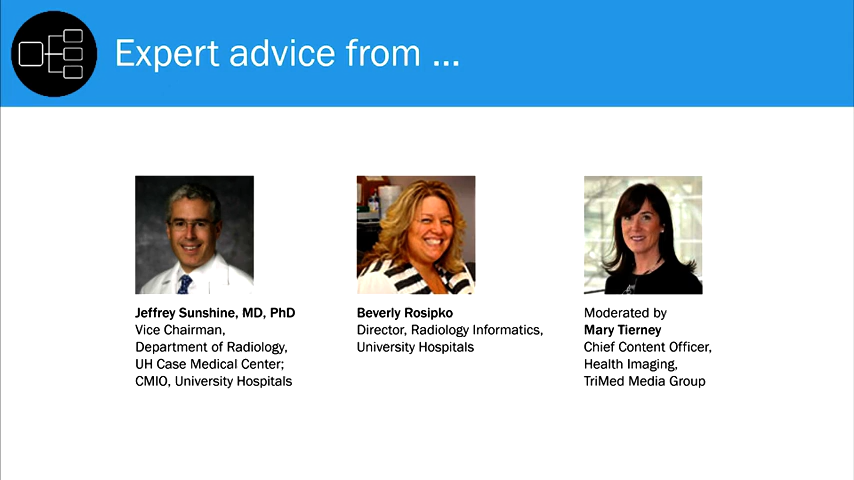 Expert advice from ...
Jeffrey Sunshine, MD, PhD
Vice Chairman,
Department of Radiology,
UH Case Medical Center;
CMIO, University Hospitals
Beverly Rosipko
Director, Radiology Informatics,
University Hospitals
Moderated by
Mary Tierney
Chief Content Officer,
Health Imaging,
TriMed Media Group